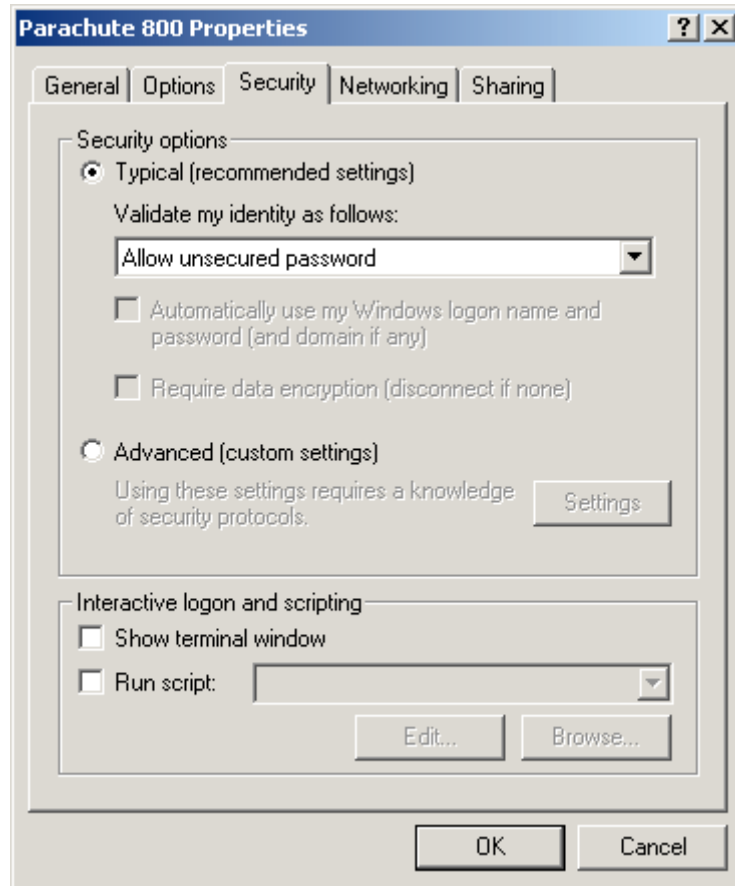 Parachute 800 Properties
General Options Security Networking Sharing
Security options
Typical (recommended settings)
Validate my identity as follows:
Allow unsecured password
Automatically use my Windows logon name and
password (and domain if any)
Require data encryption (disconnect if none)
Advanced (custom settings)
Using these settings requires a knowledge
of security protocols.
Settings
Interactive logon and scripting
Show terminal window
Run script:
Edit... Browse...
OK Cancel